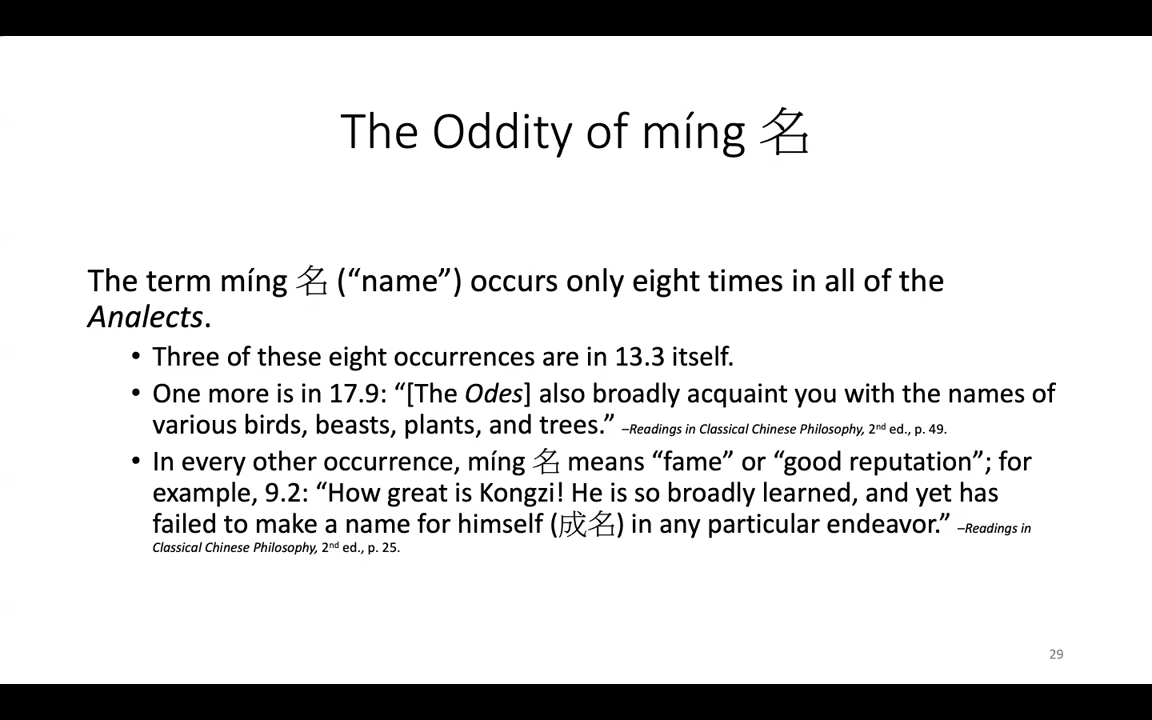 The Oddity of míng 名
The term míng 名 (“name”) occurs only eight times in all of the
Analects.
• Three of these eight occurrences are in 13.3 itself.
• One more is in 17.9: “[The Odes] also broadly acquaint you with the names of
various birds, beasts, plants, and trees.” –Readings in Classical Chinese Philosophy, 2nd ed., p. 49.
• In every other occurrence, míng 名 means “fame” or “good reputation”; for
example, 9.2: “How great is Kongzi! He is so broadly learned, and yet has
failed to make a name for himself (成名) in any particular endeavor.” –Readings in
Classical Chinese Philosophy, 2nd ed., p. 25.
29